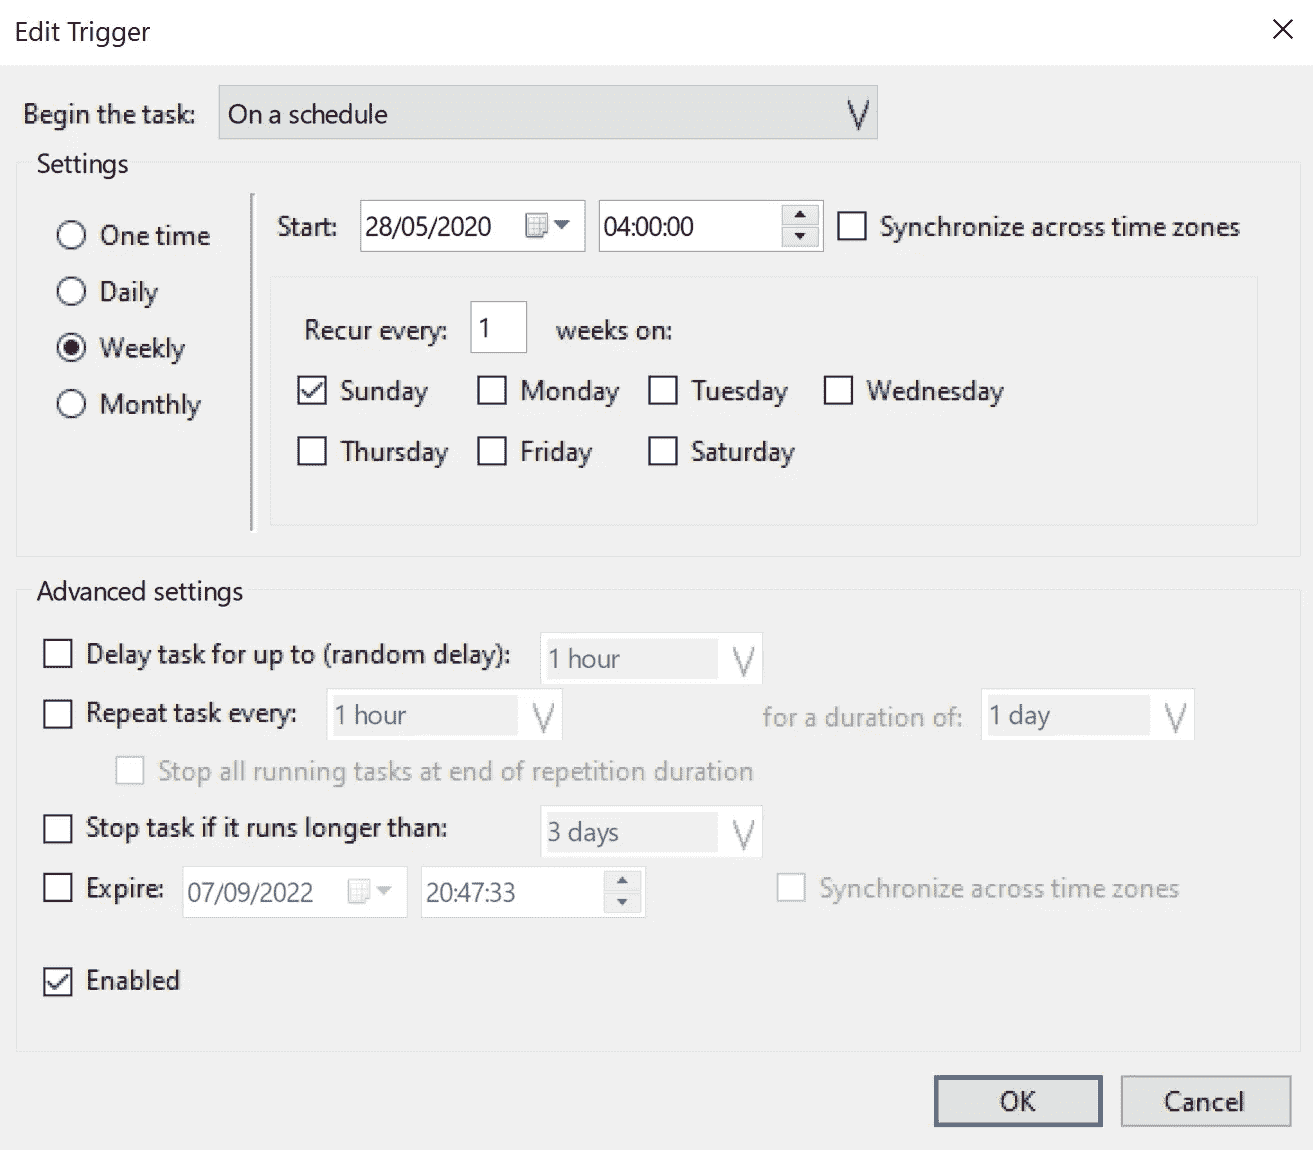 Edit Trigger
Begin the task: On a schedule
Settings
One time
Daily
Weekly
Monthly
Start: 28/05/2020 04:00:00 Synchronize across time zones
Recur every: 1 weeks on:
Sunday Monday Tuesday Wednesday
Thursday Friday Saturday
Advanced settings
Delay task for up to (random delay): 1 hour
Repeat task every: 1 hour for a duration of: 1 day
Stop all running tasks at end of repetition duration
Stop task if it runs longer than: 3 days
Expire: 07/09/2022 20:47:33 Synchronize across time zones
Enabled
OK Cancel